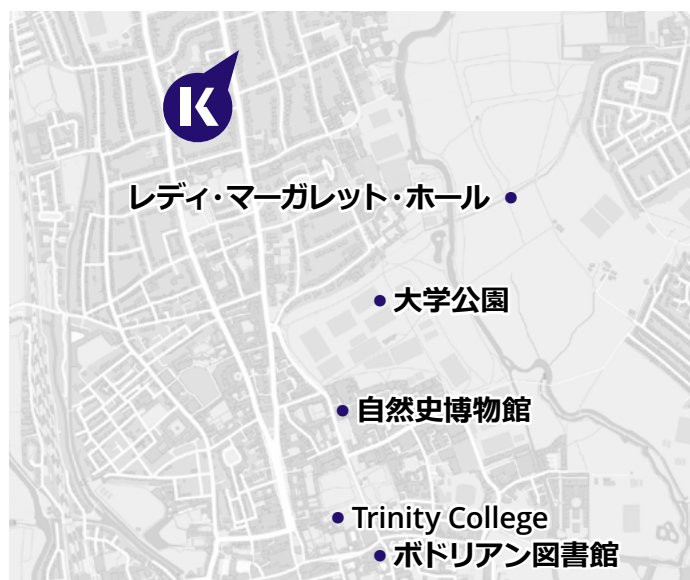 K
レディ・マーガレット・ホール
大学公園
自然史博物館
Trinity College
ボドリアン図書館